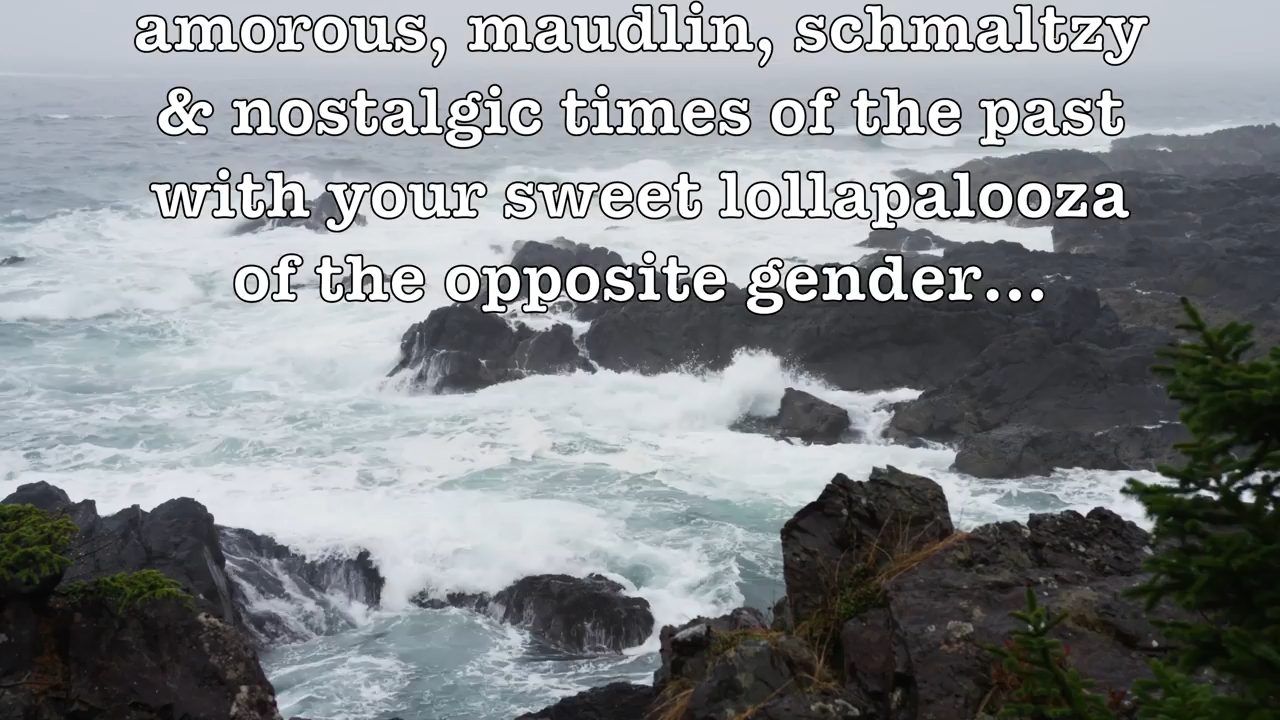 amorous, maudlin, schmaltzy
& nostalgic times of the past
with your sweet lollapalooza
of the opposite gender...